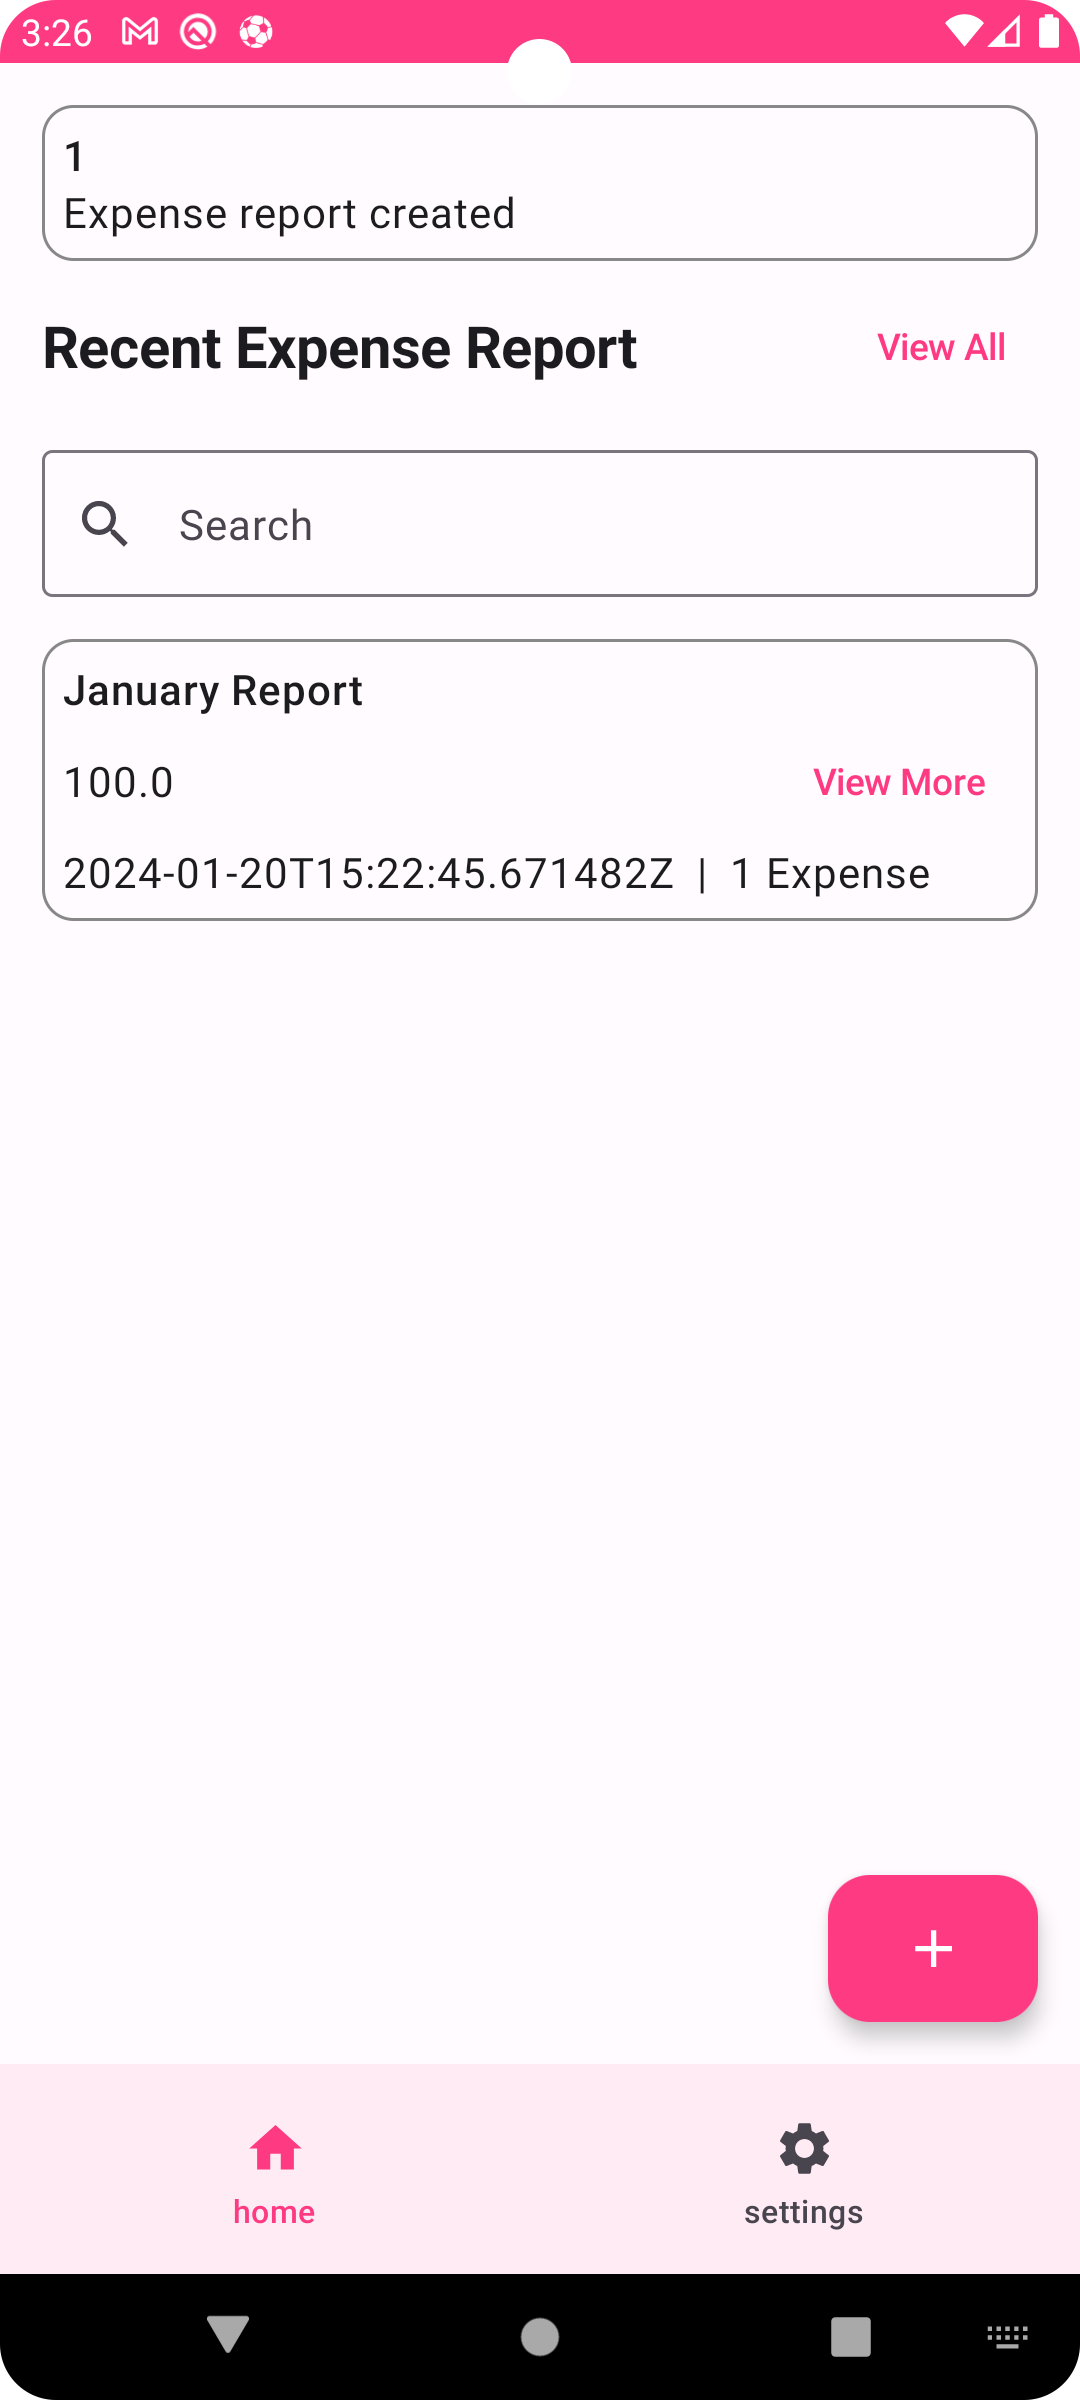 3:26
1
Expense report created
Recent Expense Report
View All
Search
January Report
100.0
View More
2024-01-20T15:22:45.671482Z | 1 Expense
home
settings